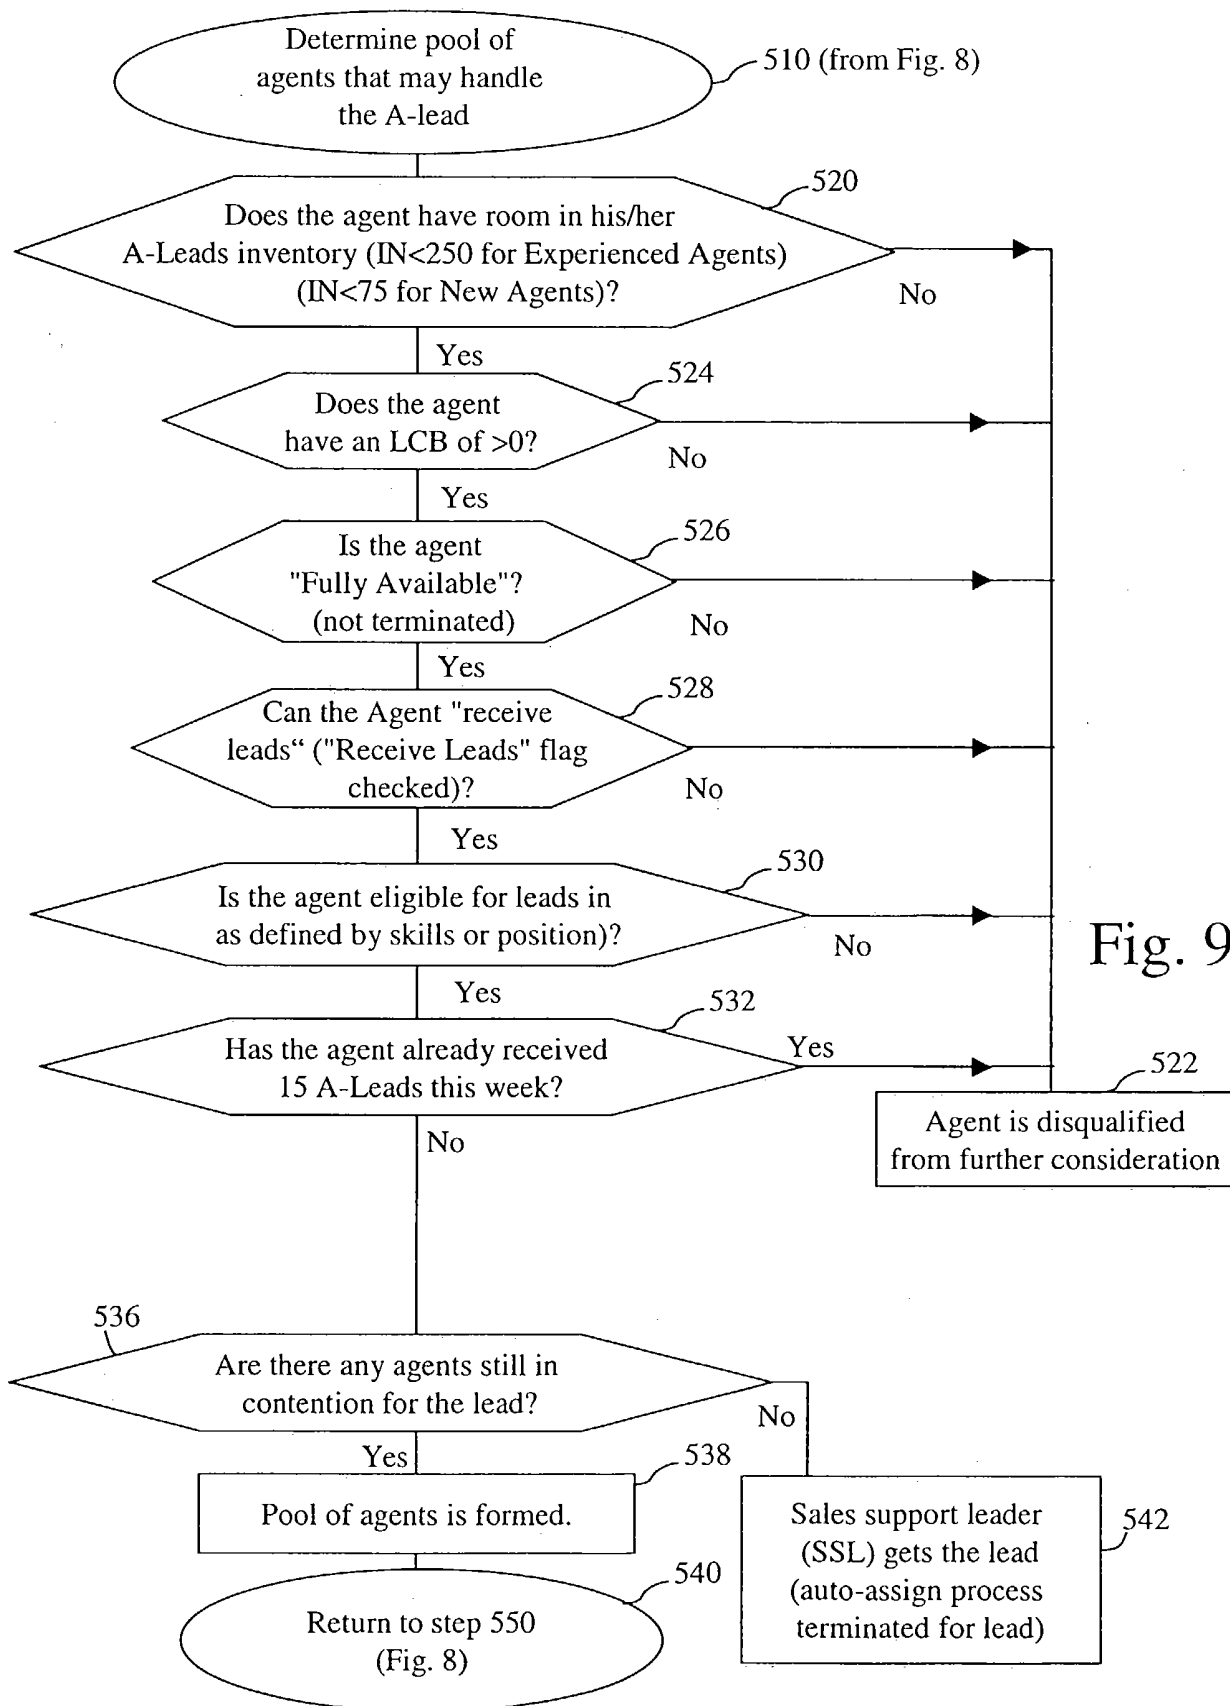 Determine pool of
agents that may handle
the A-lead
510 (from Fig. 8)
520
Does the agent have room in his/her
A-Leads inventory (IN<250 for Experienced Agents)
(IN<75 for New Agents)?
No
Yes
524
Does the agent
have an LCB of >0?
No
Yes
526
Is the agent
"Fully Available"?
(not terminated)
No
Yes
528
Can the Agent "receive
leads“ ("Receive Leads" flag
checked)?
No
Yes
530
Is the agent eligible for leads in
as defined by skills or position)?
No
Fig. 9
Yes
532
Has the agent already received
15 A-Leads this week?
Yes
522
Agent is disqualified
from further consideration
No
536
Are there any agents still in
contention for the lead?
No
Yes
538
Pool of agents is formed.
Sales support leader
(SSL) gets the lead
(auto-assign process
terminated for lead)
542
540
Return to step 550
(Fig. 8)